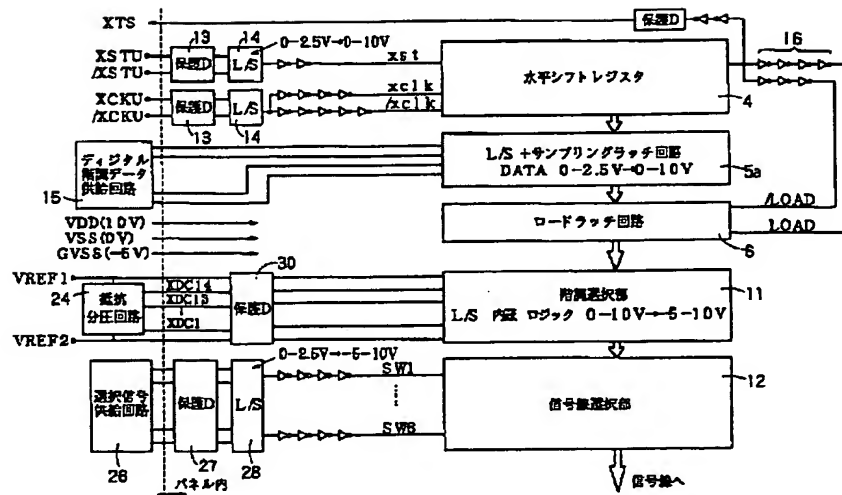 XTS
保護D
13
14
0-2.5V→0-10V
16
XSTU
/XSTU
保護D
L/S
xst
水平シフトレジスタ
XCKU
/XCKU
保護D
L/S
xclk
/xclk
4
13
14
ディジタル
階調データ
供給回路
15
L/S+サンプリングラッチ回路
DATA 0-2.5V→0-10V
5a
/LOAD
LOAD
ロードラッチ回路
6
VDD(10V)
VSS(0V)
GVSS(-5V)
30
VREF1
24
抵抗
分圧回路
XDC14
XDC13
XDC1
保護D
階調選択部
L/S 内蔵 ロジック 0-10V→-5-10V
11
VREF2
0-2.5V→-5-10V
選択信号
供給回路
保護D
L/S
SW1
SW6
信号線選択部
12
26
27
28
パネル内
信号線へ